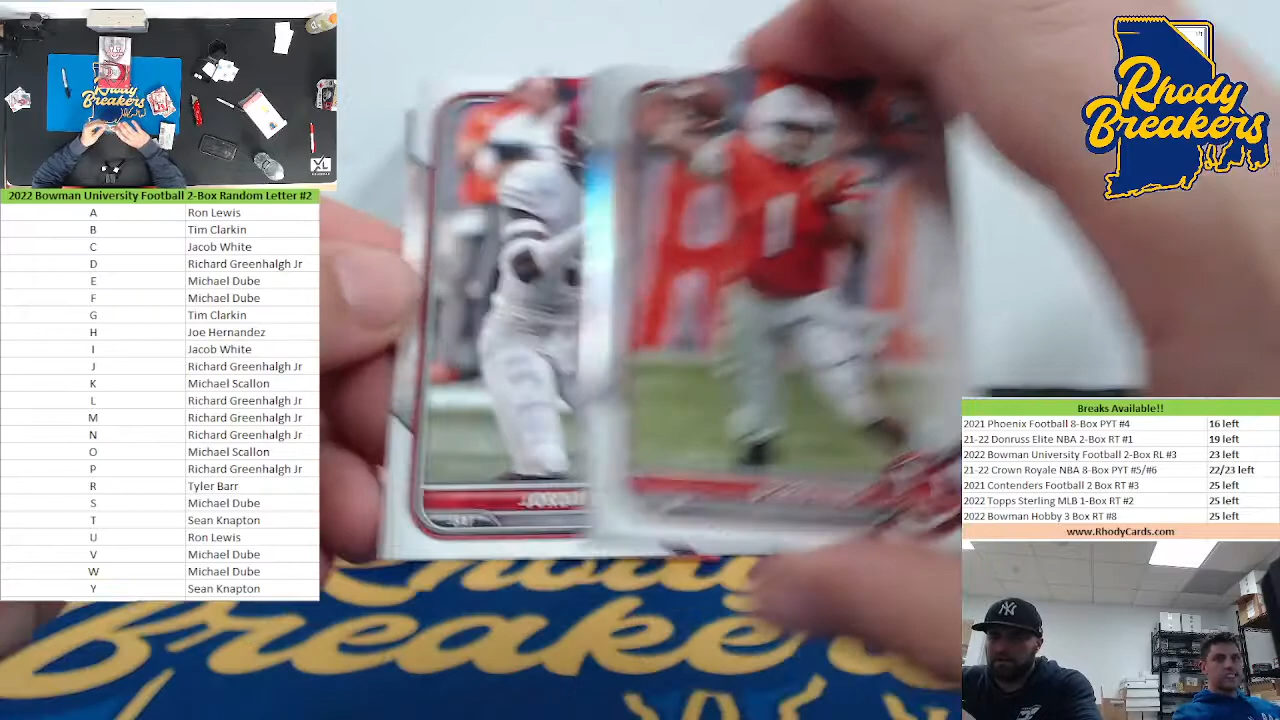 Rhody
Breakers
XL
2022 Bowman University Football 2-Box Random Letter #2
A Ron Lewis
B Tim Clarkin
C Jacob White
D Richard Greenhalgh Jr
E Michael Dube
F Michael Dube
G Tim Clarkin
H Joe Hernandez
I Jacob White
J Richard Greenhalgh Jr
K Michael Scallon
L Richard Greenhalgh Jr
M Richard Greenhalgh Jr
N Richard Greenhalgh Jr
O Michael Scallon
P Richard Greenhalgh Jr
R Tyler Barr
S Michael Dube
T Sean Knapton
U Ron Lewis
V Michael Dube
W Michael Dube
Y Sean Knapton
1
Rhody
Breakers
Rhody
Breakers
Breaks Available!!
2021 Phoenix Football 8-Box PYT #4 16 left
21-22 Donruss Elite NBA 2-Box RT #1 19 left
2022 Bowman University Football 2-Box RL #3 23 left
21-22 Crown Royale NBA 8-Box PYT #5/#6 22/23 left
2021 Contenders Football 2 Box RT #3 25 left
2022 Topps Sterling MLB 1-Box RT #2 25 left
2022 Bowman Hobby 3 Box RT #8 25 left
www.RhodyCards.com